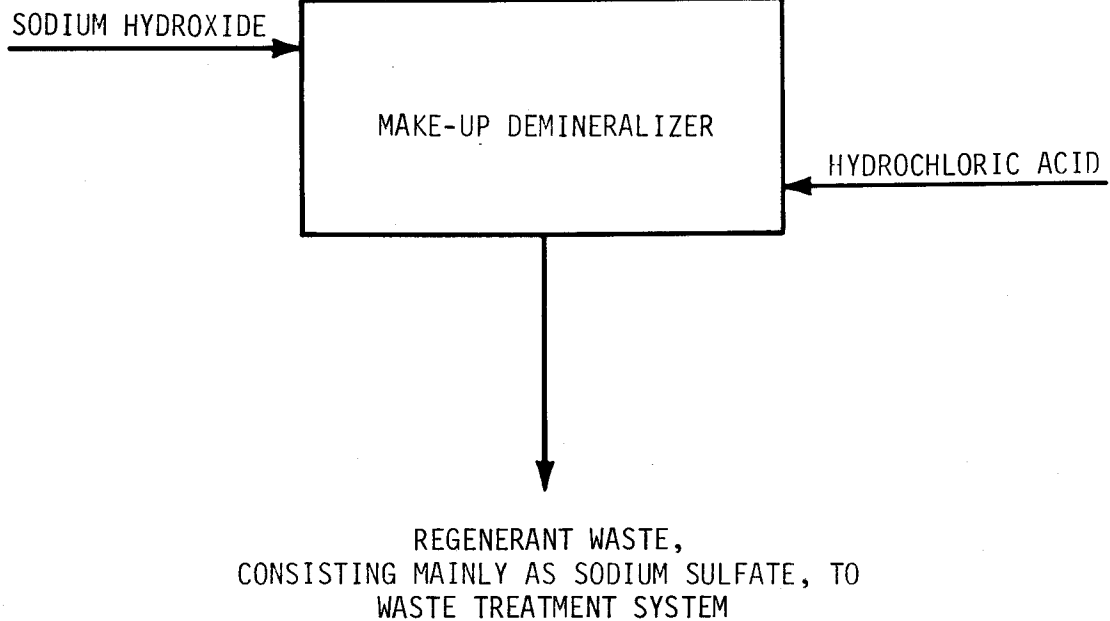 SODIUM HYDROXIDE
MAKE-UP DEMINERALIZER
HYDROCHLORIC ACID
REGENERANT WASTE,
CONSISTING MAINLY AS SODIUM SULFATE, TO
WASTE TREATMENT SYSTEM